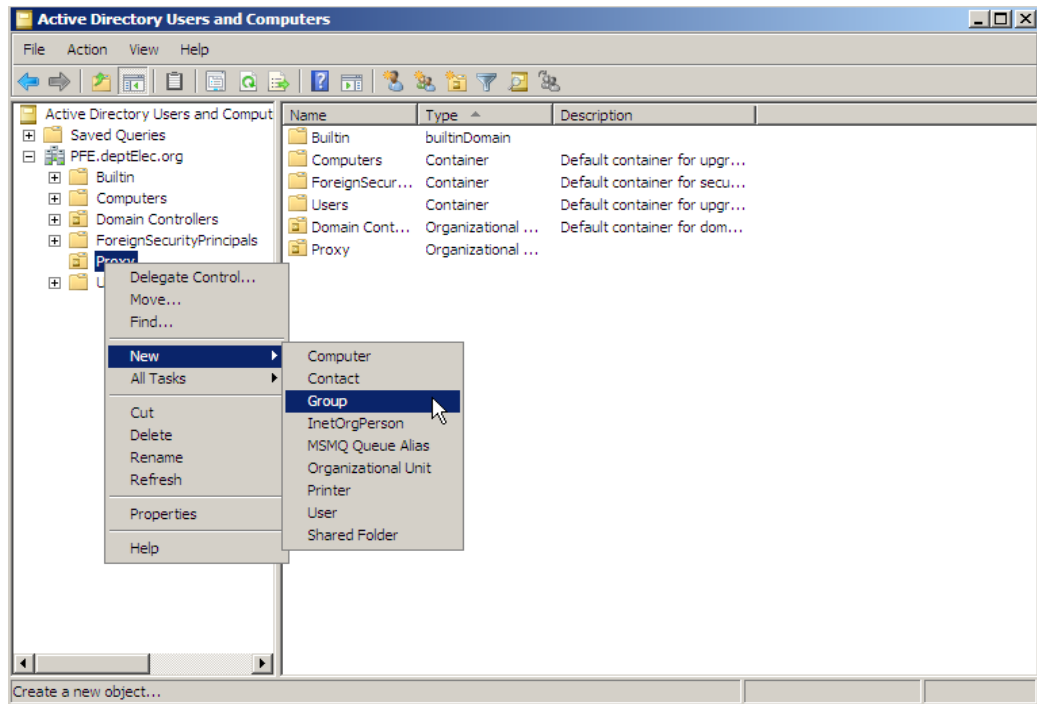 Active Directory Users and Computers
File Action View Help
Active Directory Users and Comput
Saved Queries
PFE.deptElec.org
Builtin
Computers
Domain Controllers
ForeignSecurityPrincipals
Proxy
U
Name Type Description
Builtin builtinDomain
Computers Container Default container for upgr...
ForeignSecur... Container Default container for secu...
Users Container Default container for upgr...
Domain Cont... Organizational ... Default container for dom...
Proxy Organizational ...
Delegate Control...
Move...
Find...
New
All Tasks
Cut
Delete
Rename
Refresh
Properties
Help
Computer
Contact
Group
InetOrgPerson
MSMQ Queue Alias
Organizational Unit
Printer
User
Shared Folder
Create a new object...